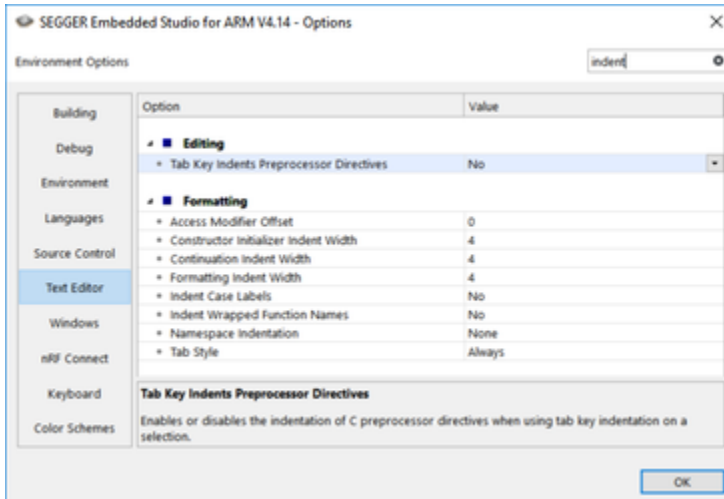 SEGGER Embedded Studio for ARM V4.14 - Options
Environment Options
indent
Building
Debug
Environment
Languages
Source Control
Text Editor
Windows
nRF Connect
Keyboard
Color Schemes
Option Value
Editing
Tab Key Indents Preprocessor Directives No
Formatting
Access Modifier Offset 0
Constructor Initializer Indent Width 4
Continuation Indent Width 4
Formatting Indent Width 4
Indent Case Labels No
Indent Wrapped Function Names No
Namespace Indentation None
Tab Style Always
Tab Key Indents Preprocessor Directives
Enables or disables the indentation of C preprocessor directives when using tab key indentation on a
selection.
OK